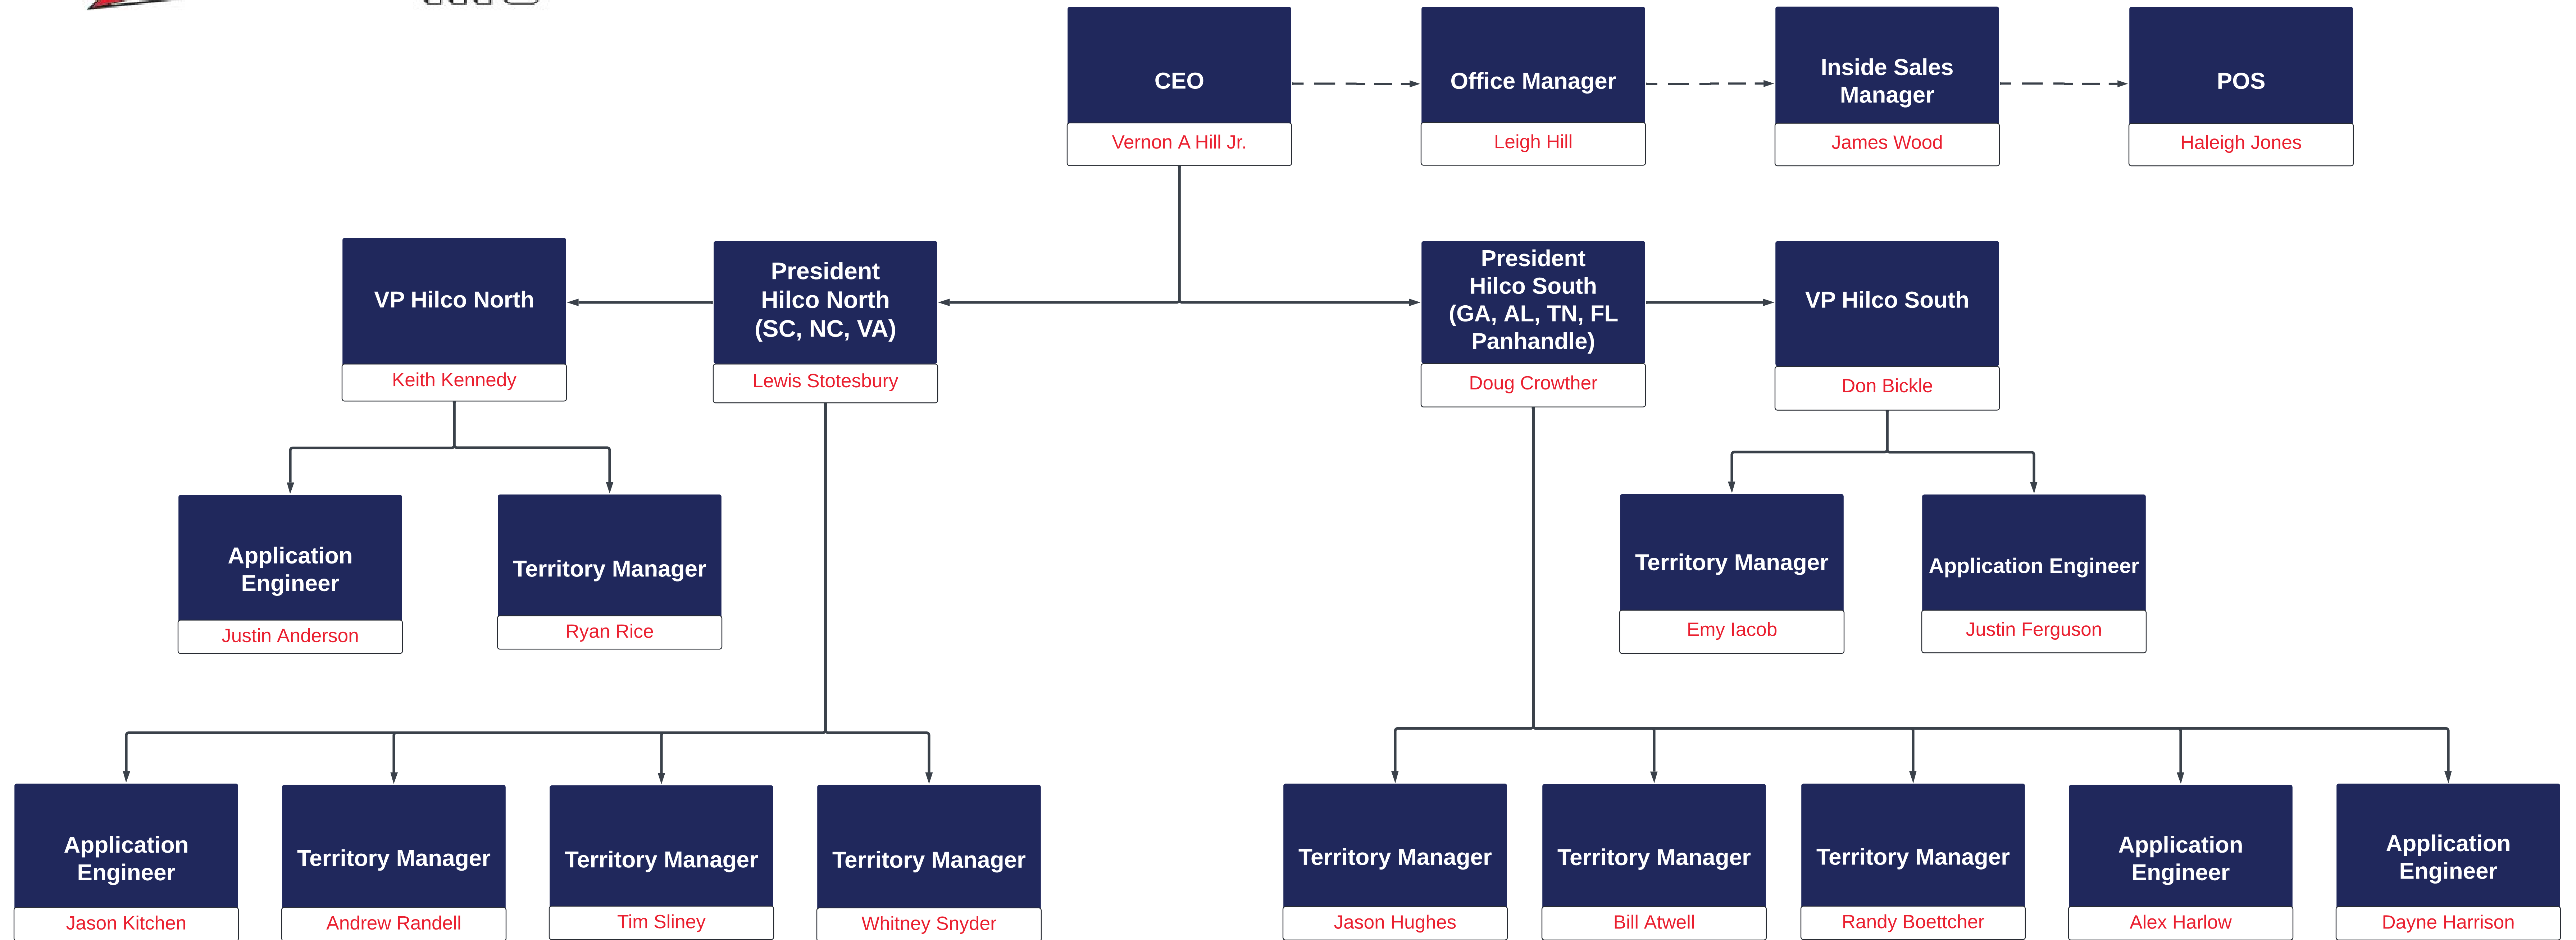 CEO
Vernon A Hill Jr.
Office Manager
Leigh Hill
Inside Sales
Manager
James Wood
POS
Haleigh Jones
VP Hilco North
Keith Kennedy
President
Hilco North
(SC, NC, VA)
Lewis Stotesbury
President
Hilco South
(GA, AL, TN, FL
Panhandle)
Doug Crowther
VP Hilco South
Don Bickle
Application
Engineer
Justin Anderson
Territory Manager
Ryan Rice
Territory Manager
Emy Iacob
Application Engineer
Justin Ferguson
Application
Engineer
Jason Kitchen
Territory Manager
Andrew Randell
Territory Manager
Tim Sliney
Territory Manager
Whitney Snyder
Territory Manager
Jason Hughes
Territory Manager
Bill Atwell
Territory Manager
Randy Boettcher
Application
Engineer
Alex Harlow
Application
Engineer
Dayne Harrison